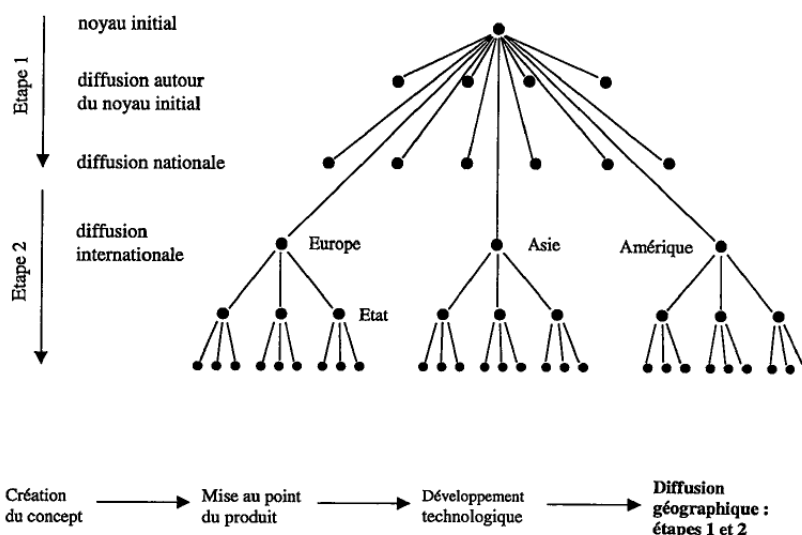 Etape 1
noyau initial
diffusion autour
du noyau initial
diffusion nationale
Etape 2
diffusion
internationale
Europe
Asie
Amérique
Etat
Création
du concept
Mise au point
du produit
Développement
technologique
Diffusion
géographique :
étapes 1 et 2